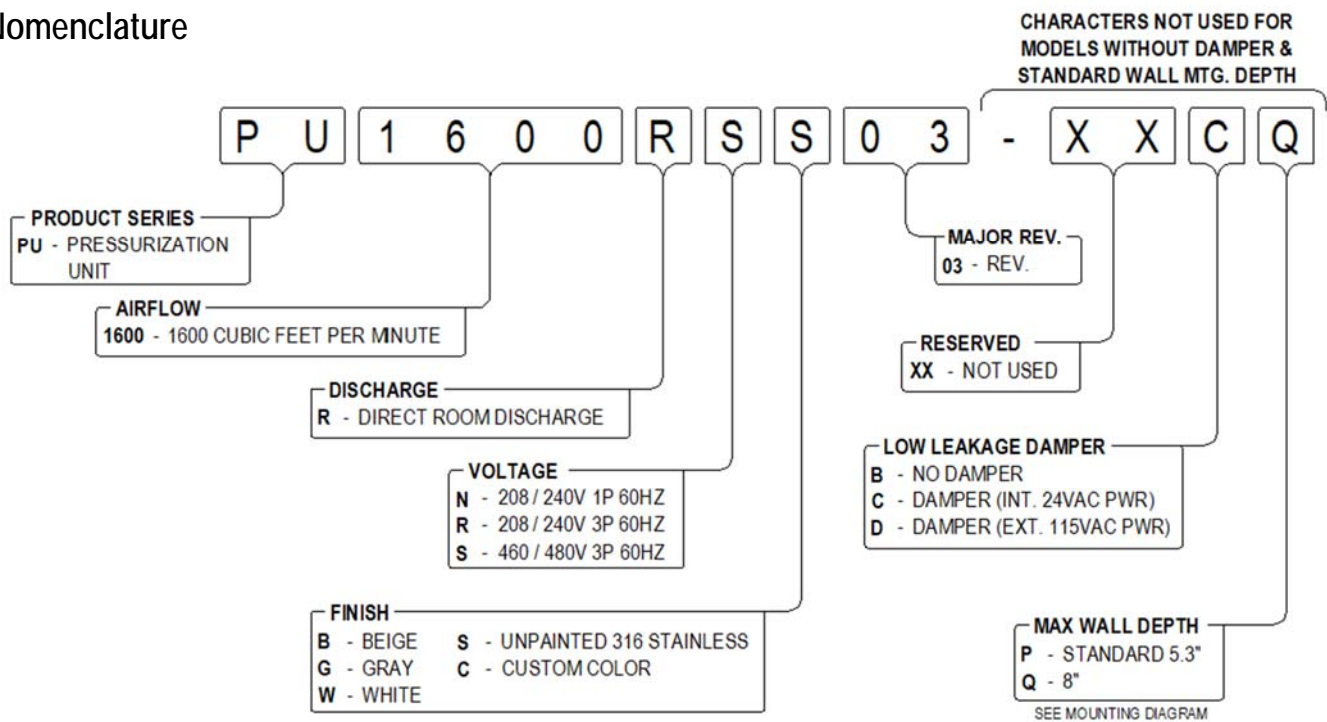 Nomenclature
CHARACTERS NOT USED FOR
MODELS WITHOUT DAMPER &
STANDARD WALL MTG. DEPTH
P U 1 6 0 0 R S S 0 3 - X X C Q
PRODUCT SERIES
PU - PRESSURIZATION
UNIT
MAJOR REV.
03 - REV.
AIRFLOW
1600 - 1600 CUBIC FEET PER MINUTE
RESERVED
XX - NOT USED
DISCHARGE
R - DIRECT ROOM DISCHARGE
LOW LEAKAGE DAMPER
B - NO DAMPER
C - DAMPER (INT. 24VAC PWR)
D - DAMPER (EXT. 115VAC PWR)
VOLTAGE
N - 208 / 240V 1P 60HZ
R - 208 / 240V 3P 60HZ
S - 460 / 480V 3P 60HZ
FINISH
B - BEIGE S - UNPAINTED 316 STAINLESS
G - GRAY C - CUSTOM COLOR
W - WHITE
MAX WALL DEPTH
P - STANDARD 5.3"
Q - 8"
SEE MOUNTING DIAGRAM